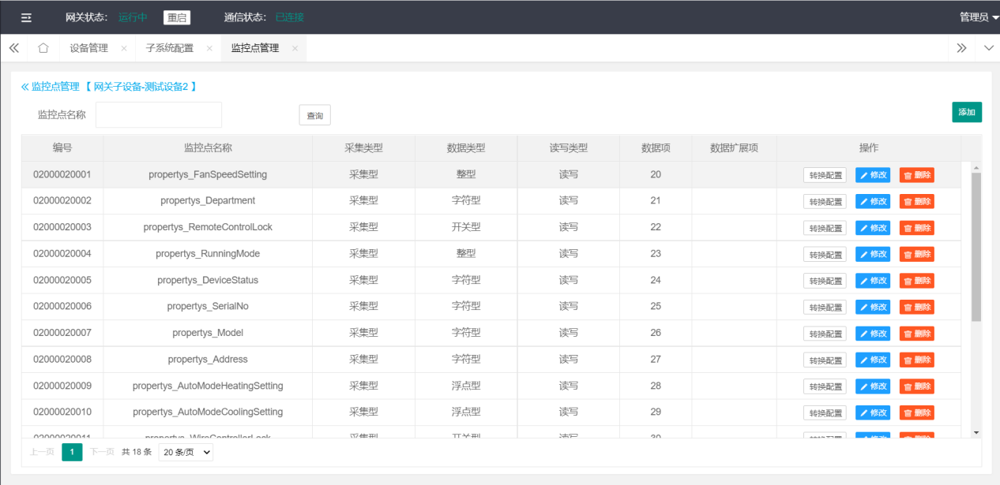 网关状态： 运行中 重启 通信状态： 已连接 管理员
设备管理 子系统配置 监控点管理
监控点管理 【 网关子设备-测试设备2 】
监控点名称 查询 添加
编号 监控点名称 采集类型 数据类型 读写类型 数据项 数据扩展项 操作
02000020001 propertys_FanSpeedSetting 采集型 整型 读写 20 转换配置 修改 删除
02000020002 propertys_Department 采集型 字符型 读写 21 转换配置 修改 删除
02000020003 propertys_RemoteControlLock 采集型 开关型 读写 22 转换配置 修改 删除
02000020004 propertys_RunningMode 采集型 整型 读写 23 转换配置 修改 删除
02000020005 propertys_DeviceStatus 采集型 字符型 读写 24 转换配置 修改 删除
02000020006 propertys_SerialNo 采集型 字符型 读写 25 转换配置 修改 删除
02000020007 propertys_Model 采集型 字符型 读写 26 转换配置 修改 删除
02000020008 propertys_Address 采集型 字符型 读写 27 转换配置 修改 删除
02000020009 propertys_AutoModeHeatingSetting 采集型 浮点型 读写 28 转换配置 修改 删除
02000020010 propertys_AutoModeCoolingSetting 采集型 浮点型 读写 29 转换配置 修改 删除
02000020011 propertys_WireControllerLock 采集型 开关型 读写 30 转换配置 修改 删除
上一页 1 下一页 共 18 条 20 条/页